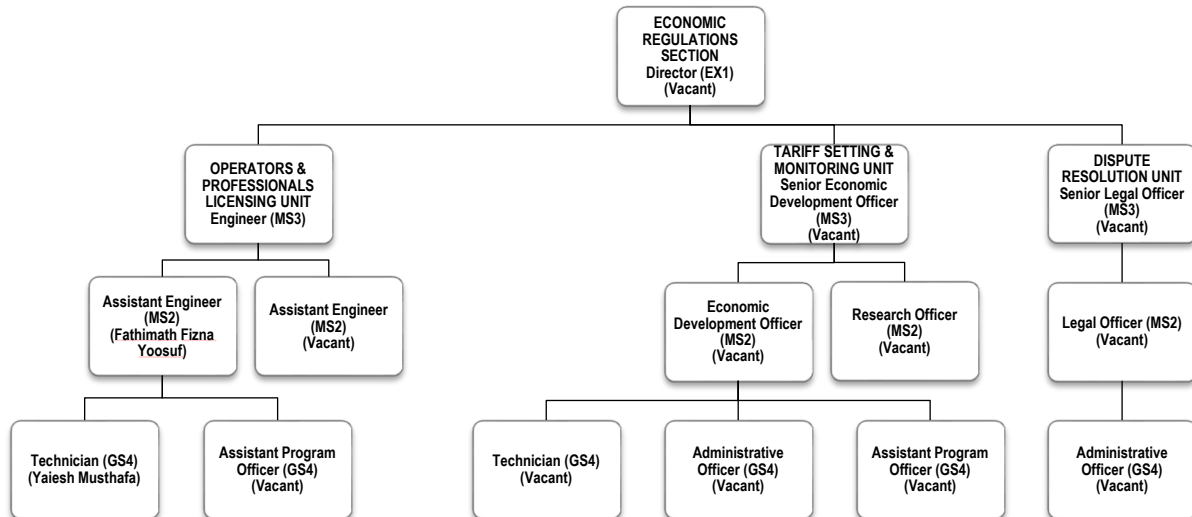 ECONOMIC
REGULATIONS
SECTION
Director (EX1)
(Vacant)
OPERATORS &
PROFESSIONALS
LICENSING UNIT
Engineer (MS3)
TARIFF SETTING &
MONITORING UNIT
Senior Economic
Development Officer
(MS3)
(Vacant)
DISPUTE
RESOLUTION UNIT
Senior Legal Officer
(MS3)
(Vacant)
Assistant Engineer
(MS2)
(Fathimath Fizna
Yoosuf)
Assistant Engineer
(MS2)
(Vacant)
Economic
Development Officer
(MS2)
(Vacant)
Research Officer
(MS2)
(Vacant)
Legal Officer (MS2)
(Vacant)
Technician (GS4)
(Yaiesh Musthafa)
Assistant Program
Officer (GS4)
(Vacant)
Technician (GS4)
(Vacant)
Administrative
Officer (GS4)
(Vacant)
Assistant Program
Officer (GS4)
(Vacant)
Administrative
Officer (GS4)
(Vacant)